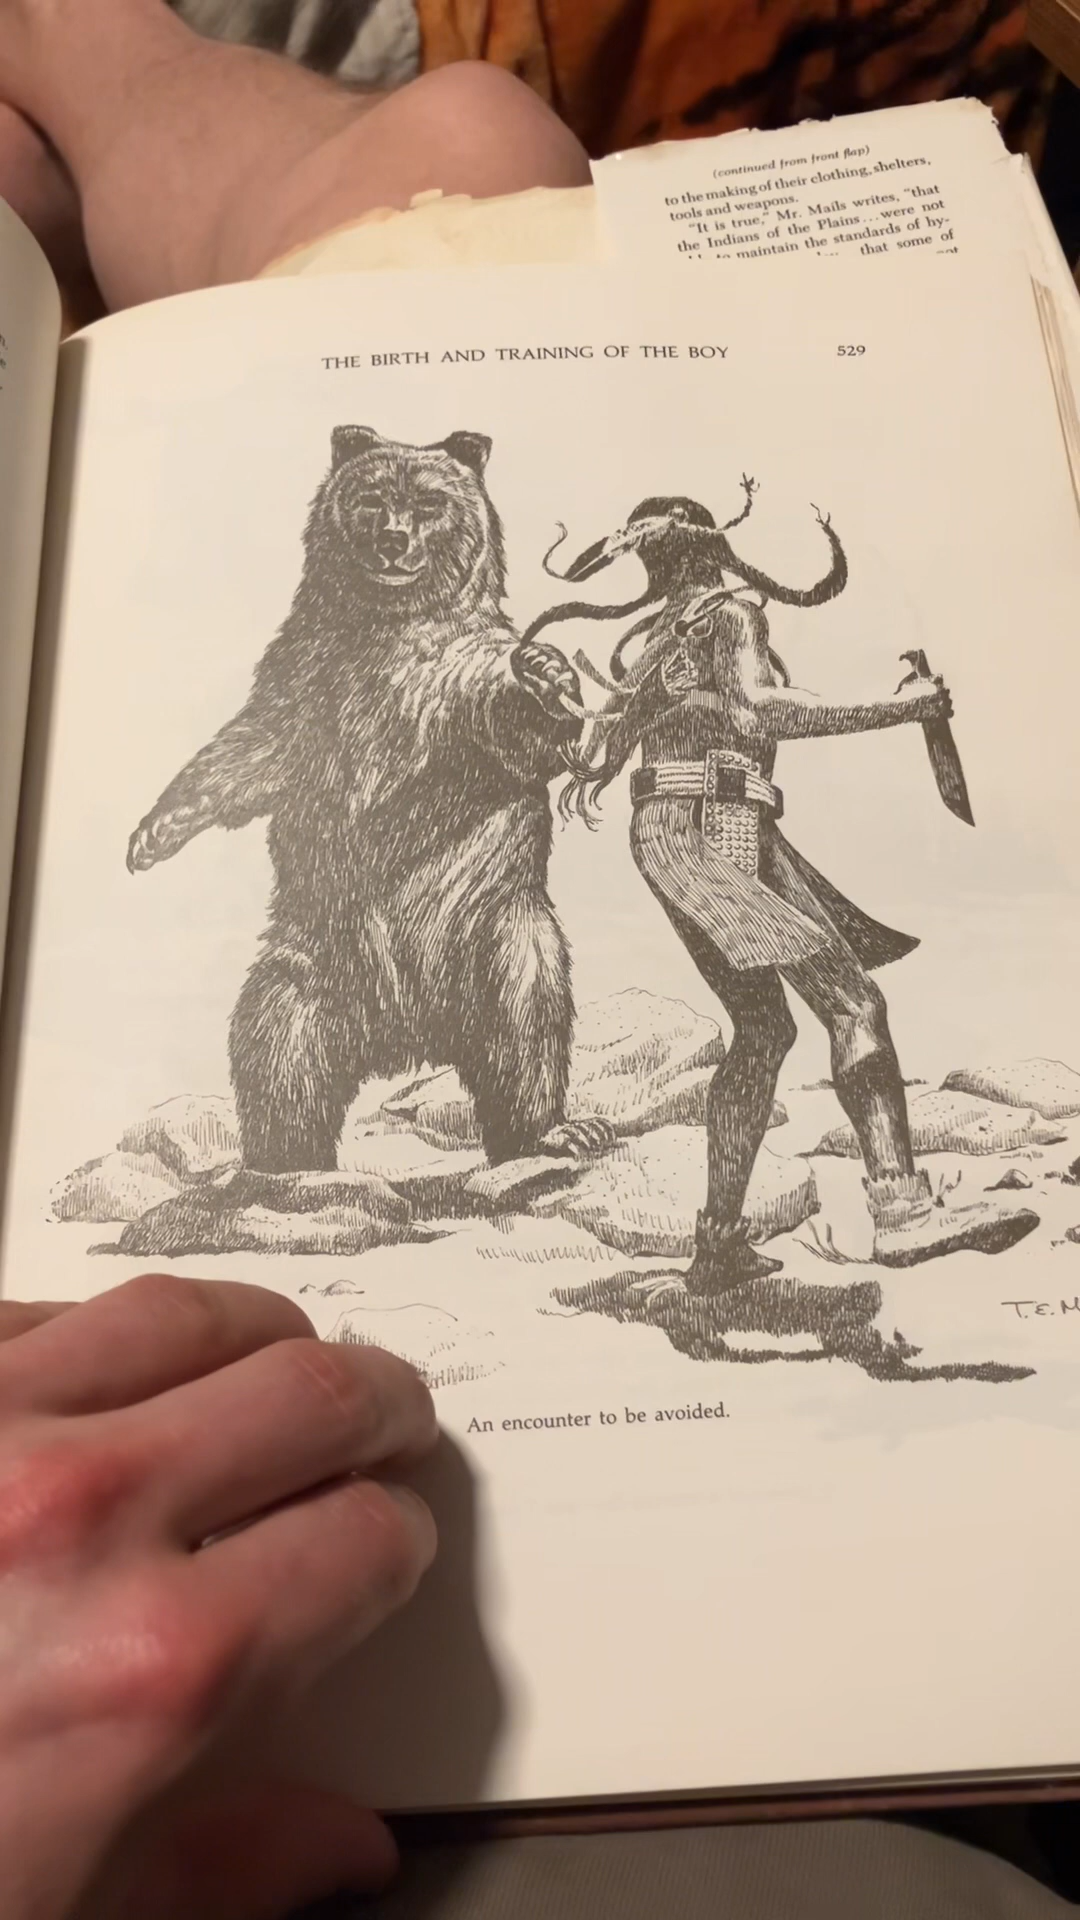 (continued from front flap)
to the making of their clothing, shelters,
tools and weapons.
"It is true," Mr. Mails writes, "that
the Indians of the Plains... were not
to maintain the standards of hy-
that some of
THE BIRTH AND TRAINING OF THE BOY 529
T.E.M
An encounter to be avoided.